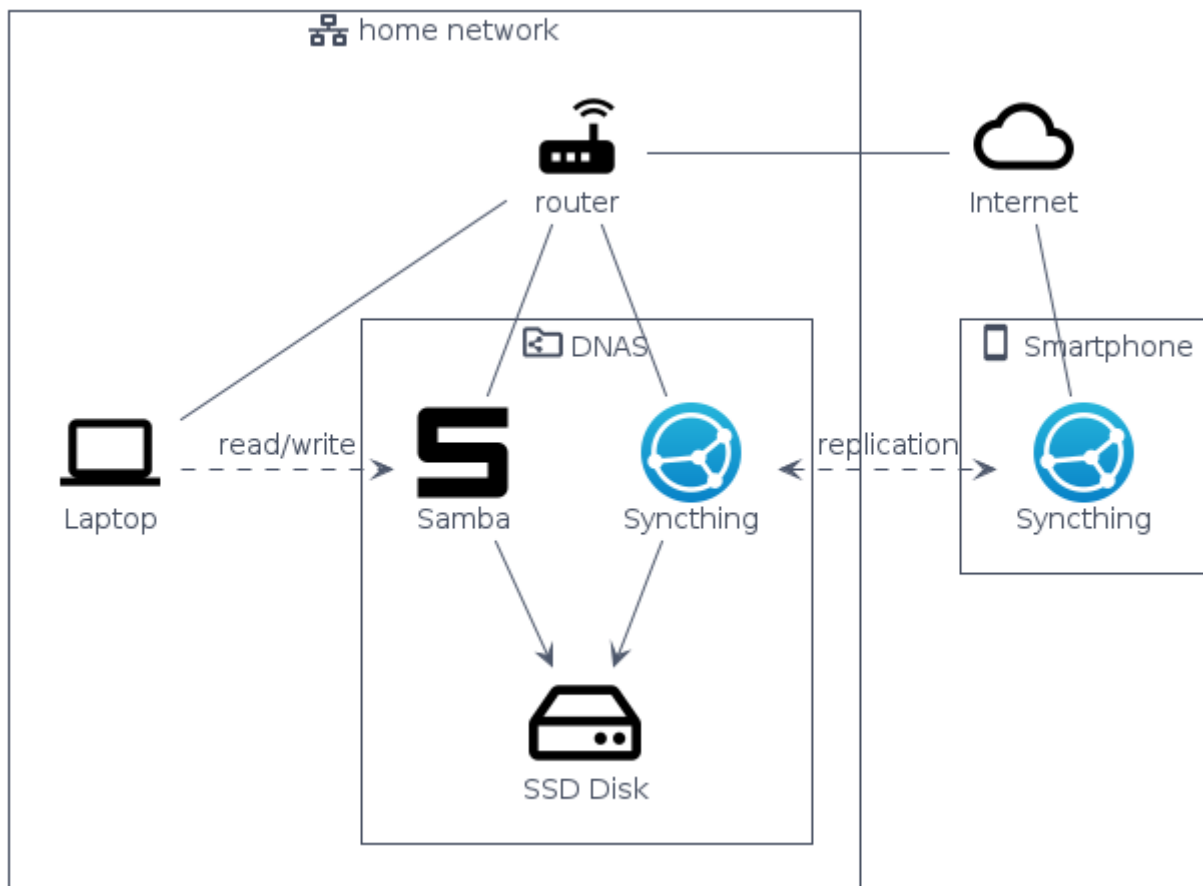 home network
router
Internet
DNAS
Smartphone
read/write
replication
Laptop
Samba
Syncthing
Syncthing
SSD Disk